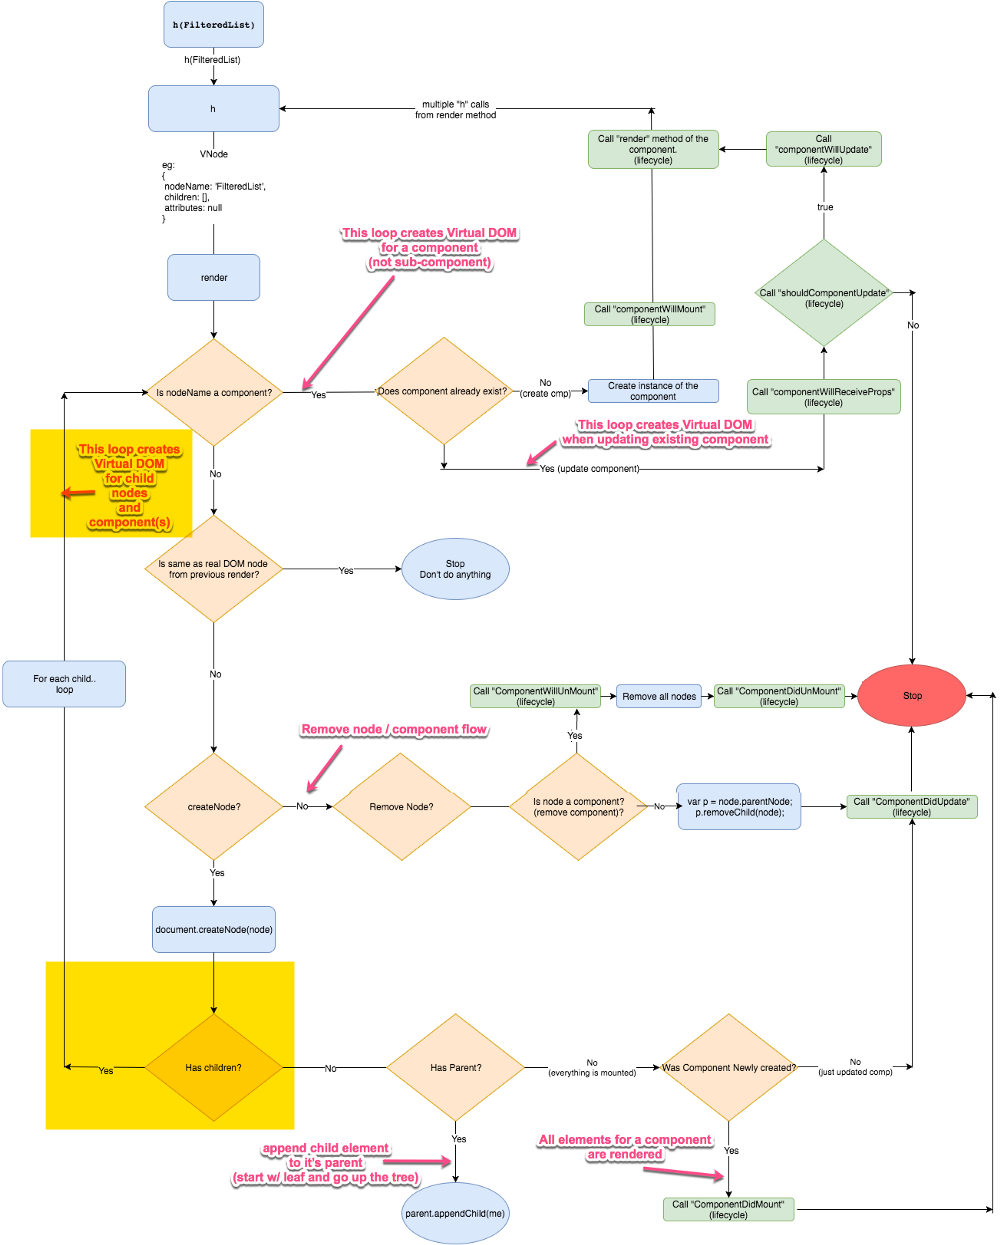 h(FilteredList)
h(FilteredList)
h
multiple "h" calls
from render method
Call "render" method of the
component.
(lifecycle)
Call
"componentWillUpdate"
(lifecycle)
VNode
eg:
{
nodeName: 'FilteredList',
children: [],
attributes: null
}
true
This loop creates Virtual DOM
for a component
(not sub-component)
render
Call "shouldComponentUpdate"
(lifecycle)
Call "componentWillMount"
(lifecycle)
No
Is nodeName a component?
Yes
Does component already exist?
No
(create cmp)
Create instance of the
component
Call "componentWillReceiveProps"
(lifecycle)
This loop creates Virtual DOM
when updating existing component
Yes (update component)
This loop creates
Virtual DOM
for child
nodes
and
component(s)
No
Is same as real DOM node
from previous render?
Yes
Stop
Don't do anything
No
For each child..
loop
Call "ComponentWillUnMount"
(lifecycle)
Remove all nodes
Call "ComponentDidUnMount"
(lifecycle)
Stop
Remove node / component flow
Yes
createNode?
No
Remove Node?
Is node a component?
(remove component)?
No
var p = node.parentNode;
p.removeChild(node);
Call "ComponentDidUpdate"
(lifecycle)
Yes
document.createNode(node)
Has children?
Yes
No
Has Parent?
No
(everything is mounted)
Was Component Newly created?
No
(just updated comp)
Yes
append child element
to it's parent
(start w/ leaf and go up the tree)
All elements for a component
are rendered
Yes
parent.appendChild(me)
Call "ComponentDidMount"
(lifecycle)